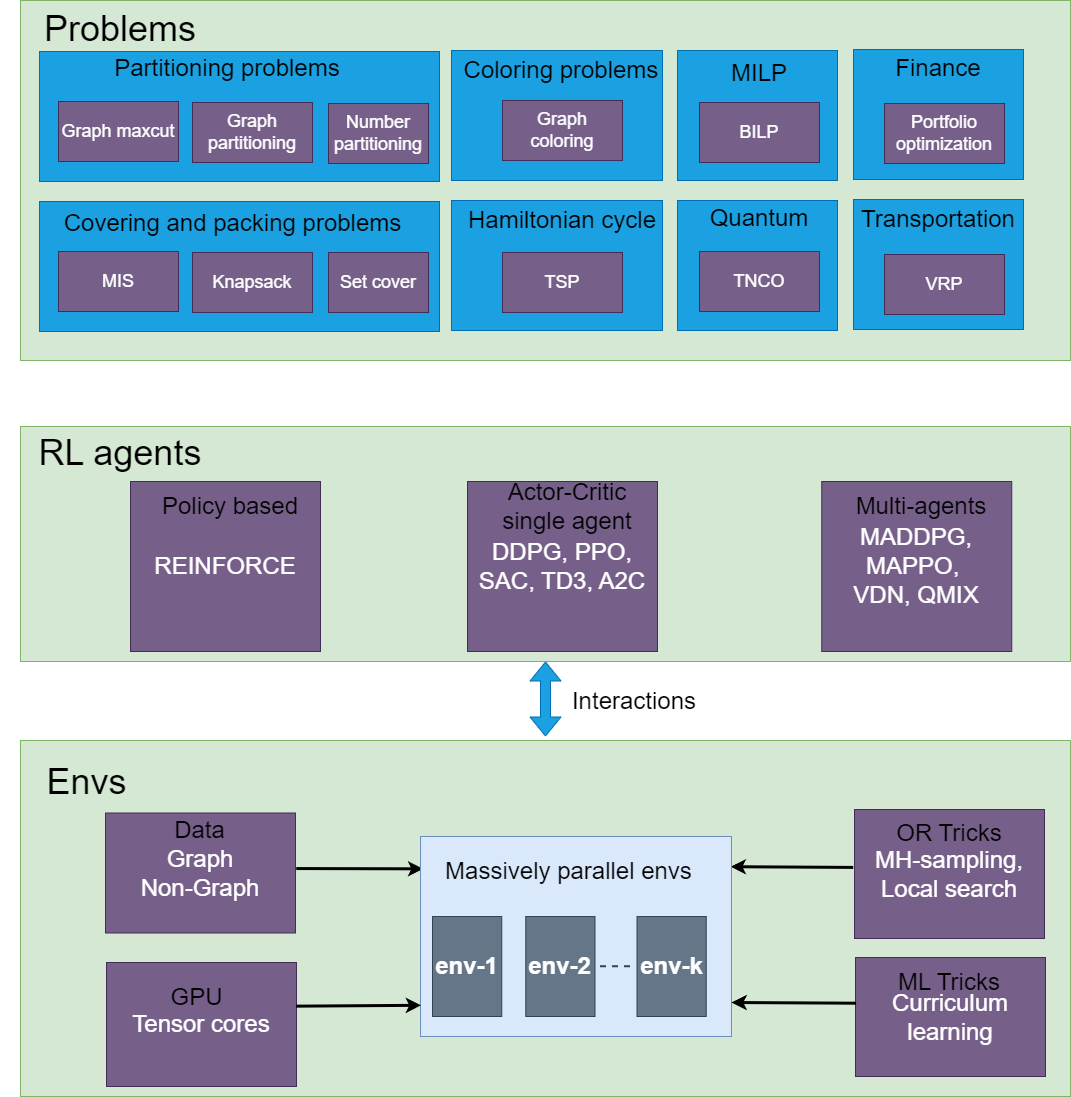 Problems
Partitioning problems
Graph maxcut
Graph
partitioning
Number
partitioning
Coloring problems
Graph
coloring
MILP
BILP
Finance
Portfolio
optimization
Covering and packing problems
MIS
Knapsack
Set cover
Hamiltonian cycle
TSP
Quantum
TNCO
Transportation
VRP
RL agents
Policy based
REINFORCE
Actor-Critic
single agent
DDPG, PPO,
SAC, TD3, A2C
Multi-agents
MADDPG,
MAPPO,
VDN, QMIX
Interactions
Envs
Data
Graph
Non-Graph
GPU
Tensor cores
Massively parallel envs
env-1
env-2
env-k
OR Tricks
MH-sampling,
Local search
ML Tricks
Curriculum
learning